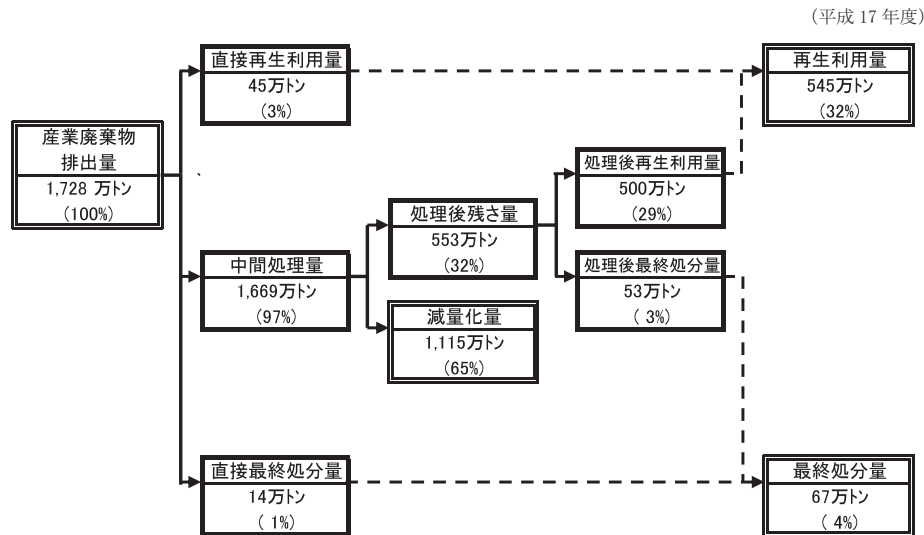 (平成 17 年度)
直接再生利用量
45万トン
(3%)
再生利用量
545万トン
(32%)
産業廃棄物
排出量
1,728 万トン
(100%)
処理後再生利用量
500万トン
(29%)
処理後残さ量
553万トン
(32%)
中間処理量
1,669万トン
(97%)
処理後最終処分量
53万トン
( 3%)
減量化量
1,115万トン
(65%)
直接最終処分量
14万トン
( 1%)
最終処分量
67万トン
( 4%)